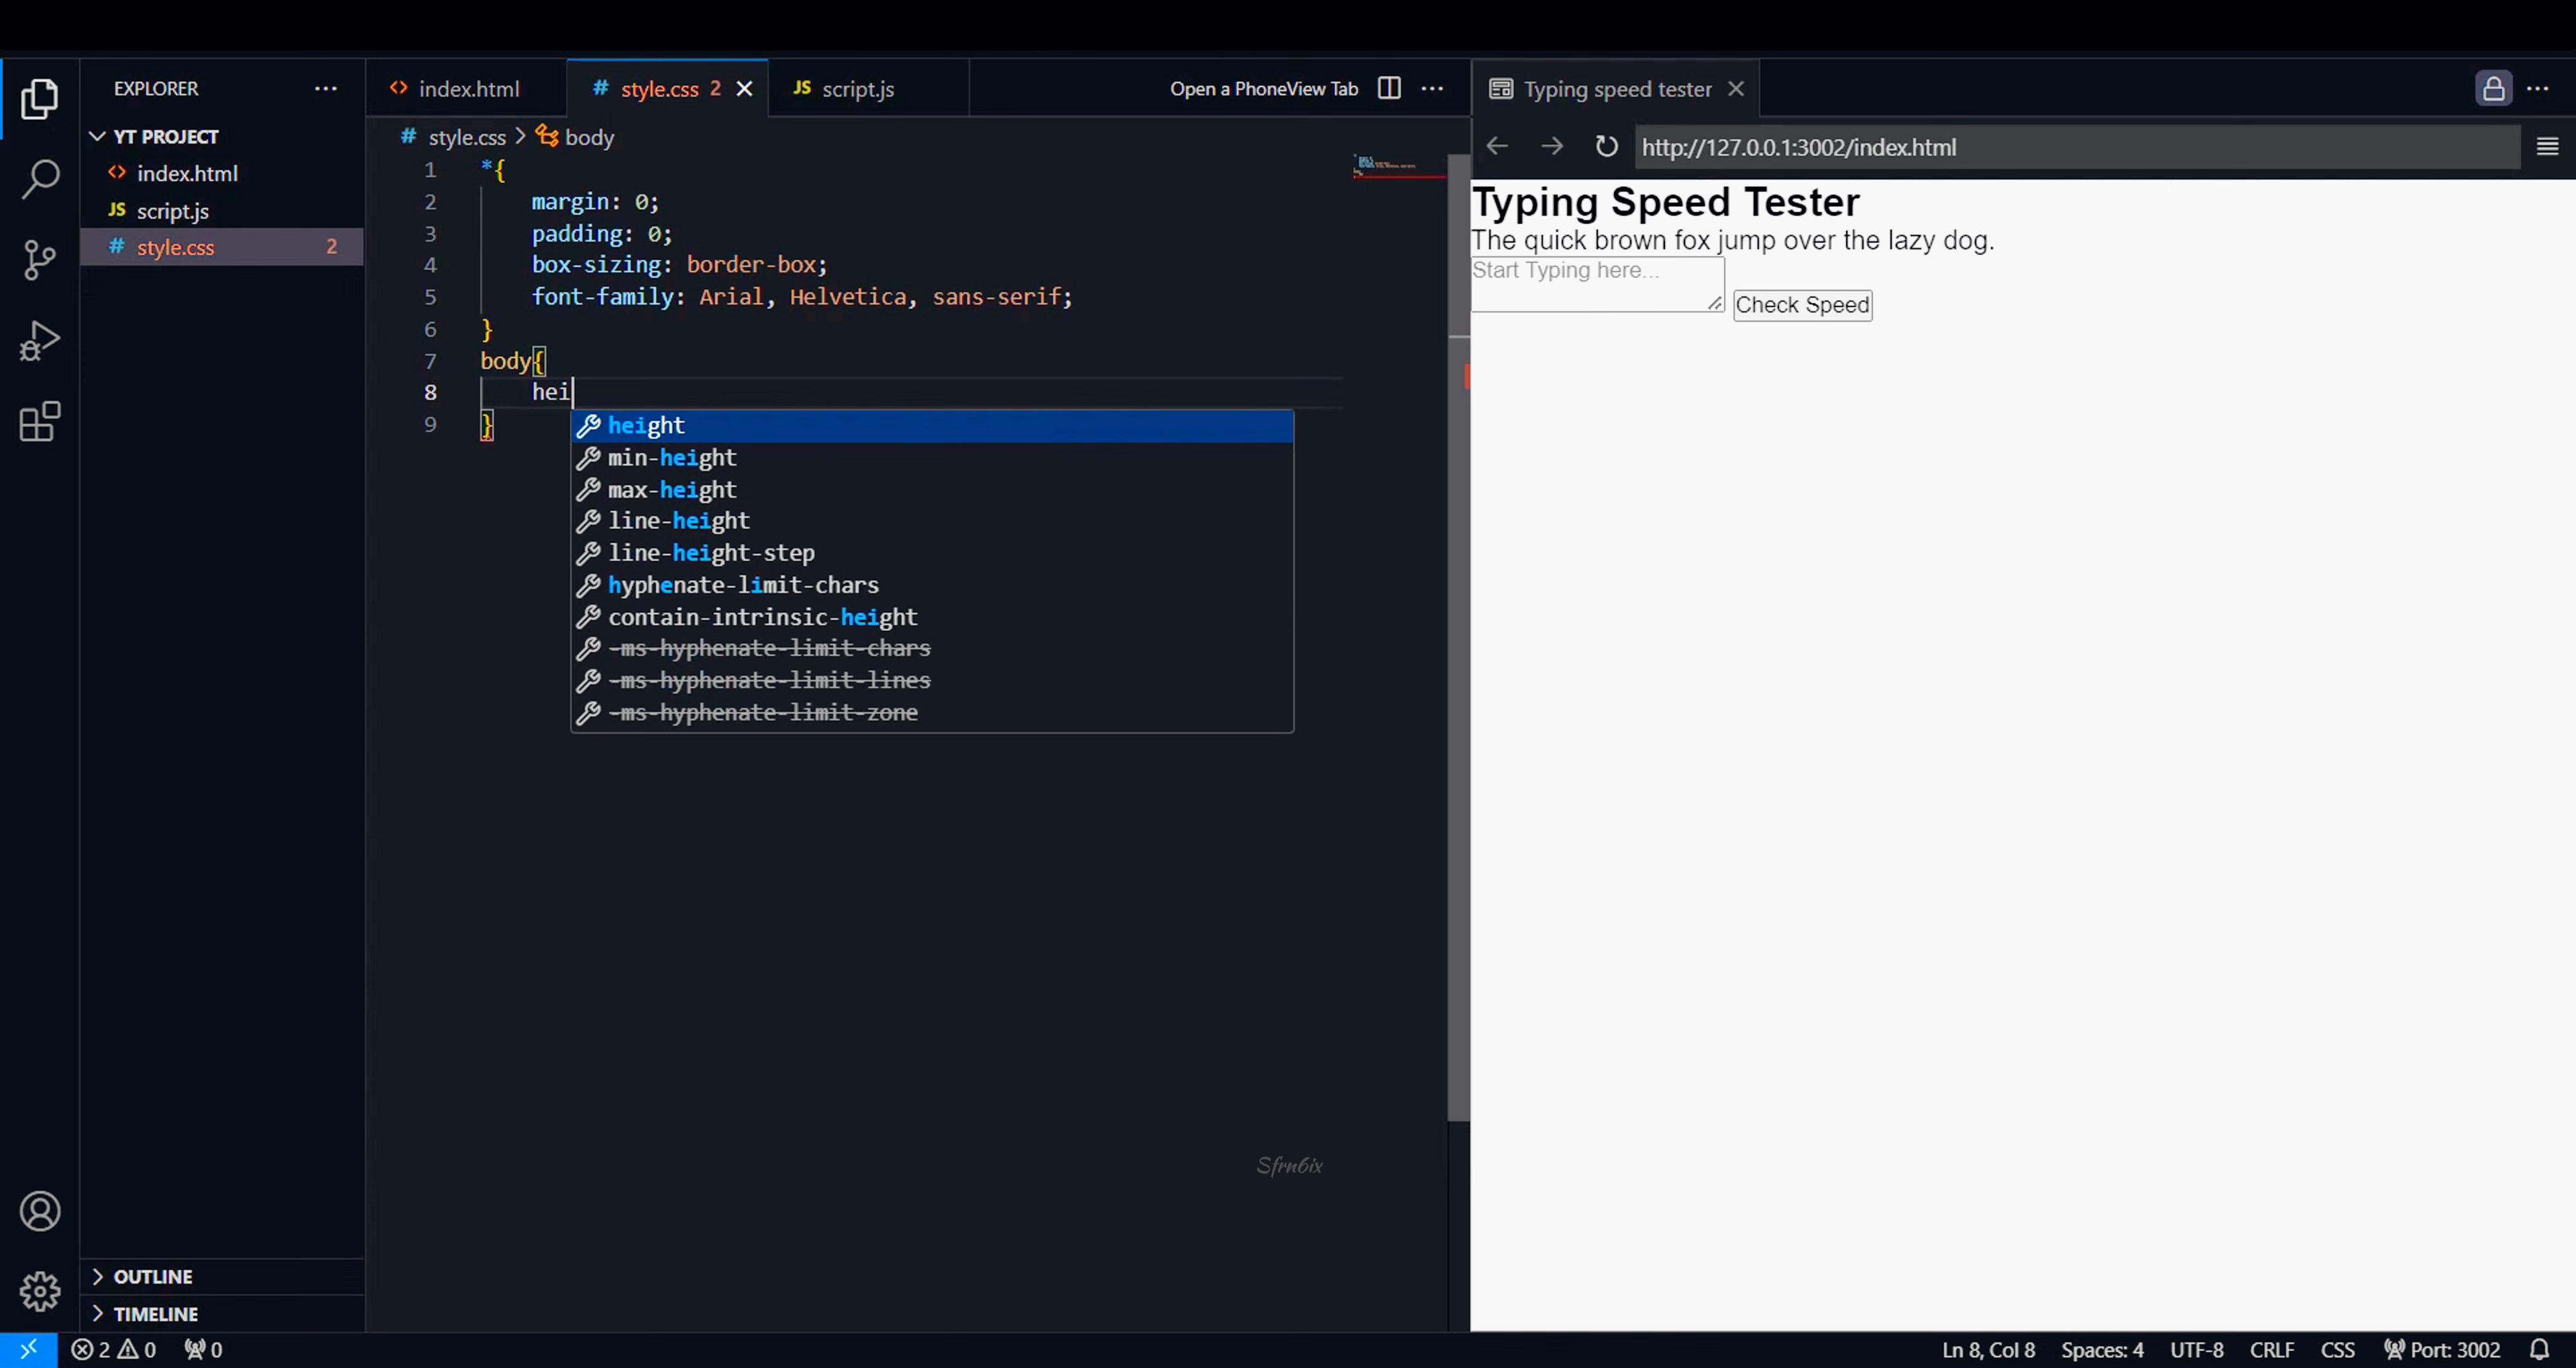 EXPLORER
YT PROJECT
index.html
JS script.js
# style.css 2
OUTLINE
TIMELINE
index.html
# style.css 2
JS script.js
Open a PhoneView Tab
# style.css > body
1 *{
2 margin: 0;
3 padding: 0;
4 box-sizing: border-box;
5 font-family: Arial, Helvetica, sans-serif;
6 }
7 body{
8 hei
9 }
height
min-height
max-height
line-height
line-height-step
hyphenate-limit-chars
contain-intrinsic-height
-ms-hyphenate-limit-chars
-ms-hyphenate-limit-lines
-ms-hyphenate-limit-zone
Sfrn6ix
Typing speed tester
http://127.0.0.1:3002/index.html
Typing Speed Tester
The quick brown fox jump over the lazy dog.
Start Typing here...
Check Speed
2 0 0
Ln 8, Col 8 Spaces: 4 UTF-8 CRLF CSS Port: 3002